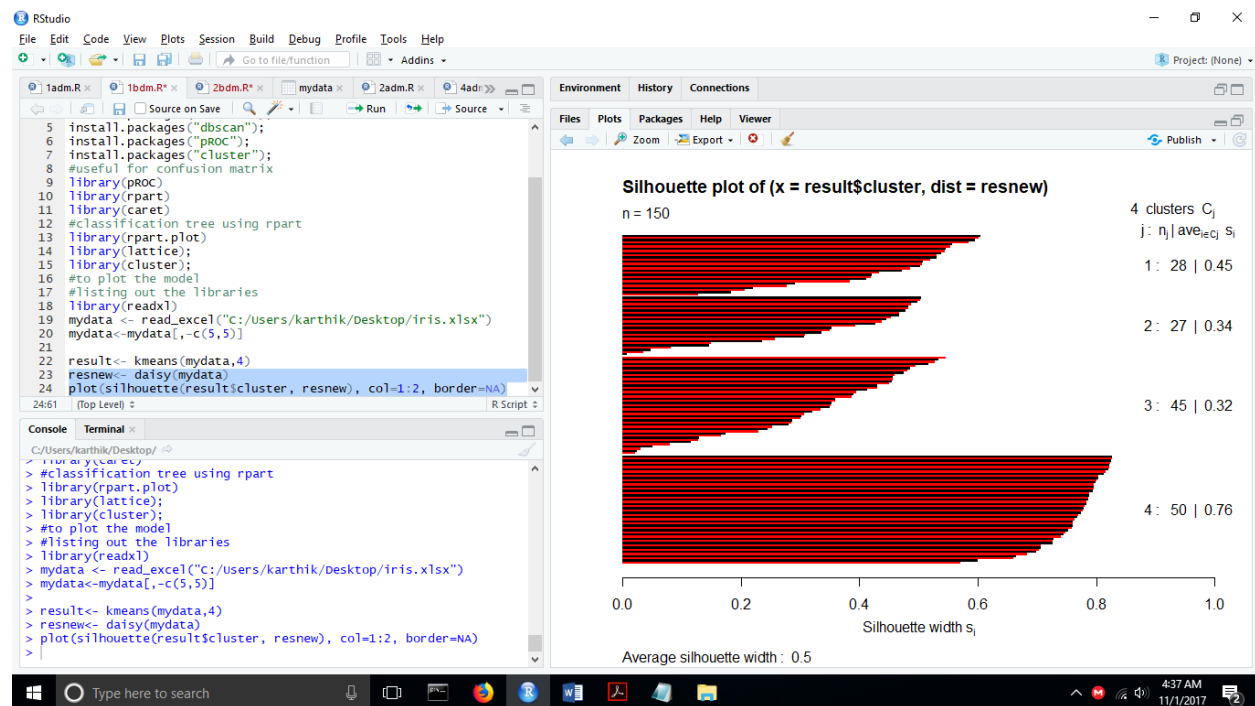 RStudio
File Edit Code View Plots Session Build Debug Profile Tools Help
Go to file/function Addins Project: (None)
1adm.R 1bdm.R* 2bdm.R* mydata 2adm.R
Source on Save Run Source
5 install.packages("dbscan");
6 install.packages("pROC");
7 install.packages("cluster");
8 #useful for confusion matrix
9 library(pROC)
10 library(rpart)
11 library(caret)
12 #classification tree using rpart
13 library(rpart.plot)
14 library(lattice);
15 library(cluster);
16 #to plot the model
17 #listing out the libraries
18 library(readxl)
19 mydata <- read_excel("C:/Users/karthik/Desktop/iris.xlsx")
20 mydata<-mydata[,-c(5,5)]
21
22 result<- kmeans(mydata,4)
23 resnew<- daisy(mydata)
24 plot(silhouette(result$cluster, resnew), col=1:2, border=NA)
24:61 (Top Level) R Script
Console Terminal
C:/Users/karthik/Desktop/
> library(caret)
> #classification tree using rpart
> library(rpart.plot)
> library(lattice);
> library(cluster);
> #to plot the model
> #listing out the libraries
> library(readxl)
> mydata <- read_excel("C:/Users/karthik/Desktop/iris.xlsx")
> mydata<-mydata[,-c(5,5)]
>
> result<- kmeans(mydata,4)
> resnew<- daisy(mydata)
> plot(silhouette(result$cluster, resnew), col=1:2, border=NA)
>
Environment History Connections
Files Plots Packages Help Viewer
Zoom Export Publish
Silhouette plot of (x = result$cluster, dist = resnew)
n = 150
4 clusters Cj
j : nj | avei∈Cj si
1 : 28 | 0.45
2 : 27 | 0.34
3 : 45 | 0.32
4 : 50 | 0.76
0.0 0.2 0.4 0.6 0.8 1.0
Silhouette width si
Average silhouette width : 0.5
Type here to search
4:37 AM
11/1/2017
2